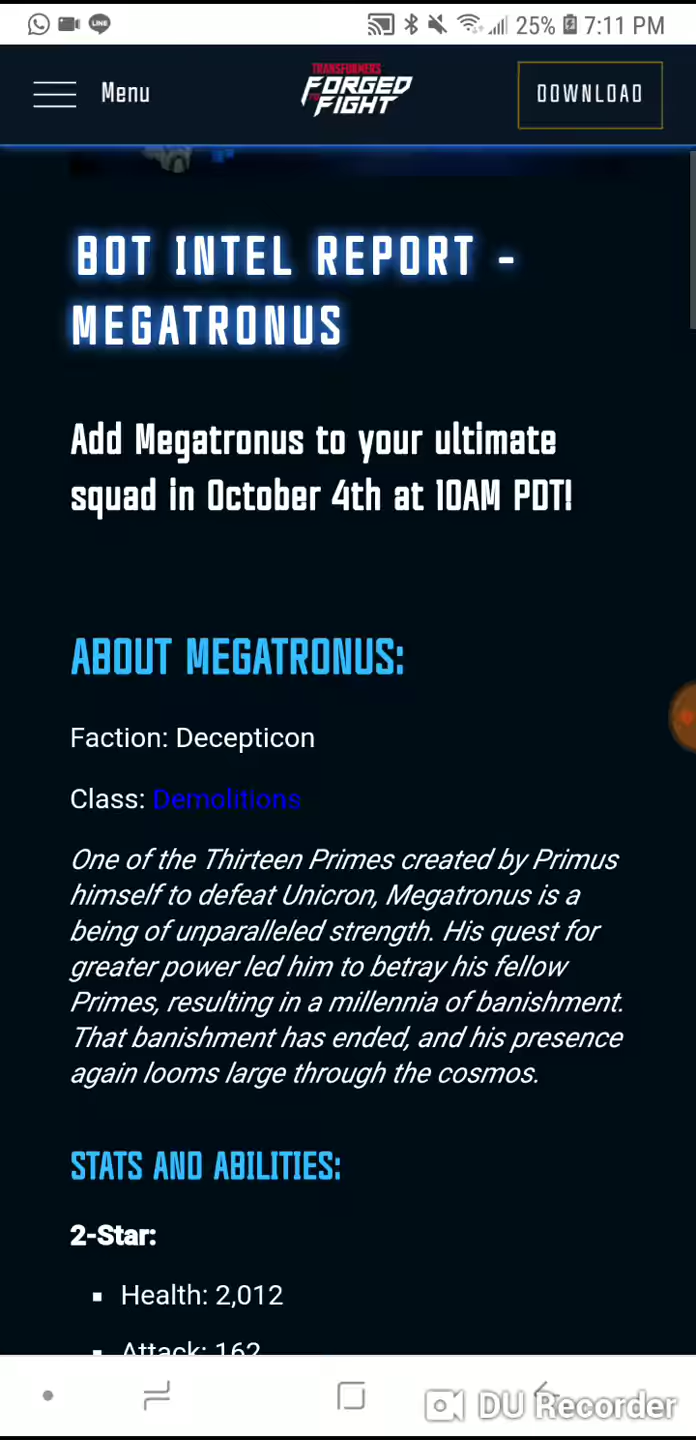 LINE 25% 7:11 PM
Menu
TRANSFORMERS
FORGED
TO
FIGHT
DOWNLOAD
BOT INTEL REPORT -
MEGATRONUS
Add Megatronus to your ultimate
squad in October 4th at 10AM PDT!
ABOUT MEGATRONUS:
Faction: Decepticon
Class: Demolitions
One of the Thirteen Primes created by Primus
himself to defeat Unicron, Megatronus is a
being of unparalleled strength. His quest for
greater power led him to betray his fellow
Primes, resulting in a millennia of banishment.
That banishment has ended, and his presence
again looms large through the cosmos.
STATS AND ABILITIES:
2-Star:
▪ Health: 2,012
▪ Attack: 162
DU Recorder